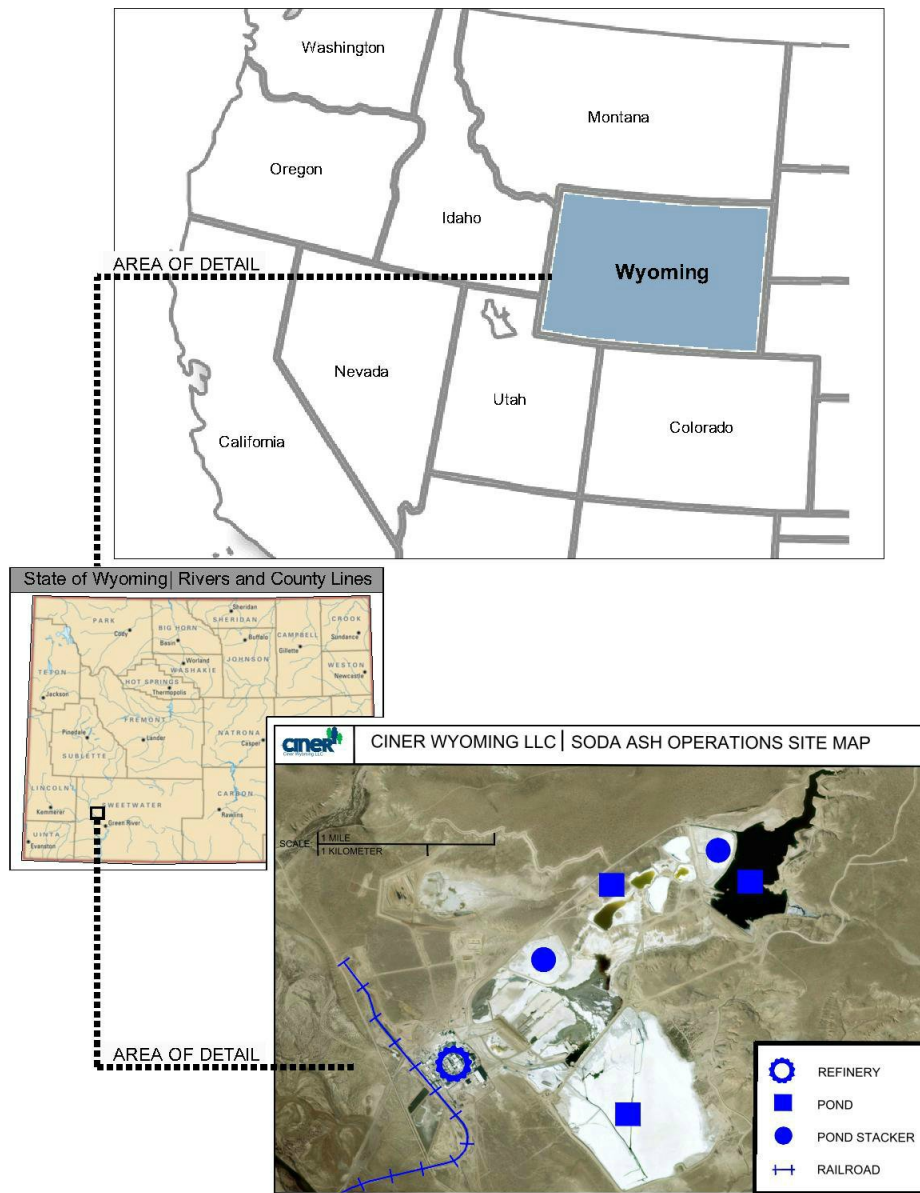 Washington
Montana
Oregon
Idaho
AREA OF DETAIL
Wyoming
Nevada
Utah
Colorado
California
State of Wyoming| Rivers and County Lines
Sheridan
PARK
SHERIDAN
CROOK
Cody
BIG HORN
Buffalo
CAMPBELL
Sundance
Basin
Gillette
Worland
JOHNSON
WESTON
TETON
WASHAKIE
Newcastle
HOT SPRINGS
Thermopolis
Jackson
FREMONT
NATRONA
Pinedale
Lander
Casper
SUBLETTE
LINCOLN
CARBON
SWEETWATER
Kemmerer
Rawlins
Green River
UINTA
Evanston
CINER
Ciner Wyoming LLC
CINER WYOMING LLC | SODA ASH OPERATIONS SITE MAP
SCALE:
1 MILE
1 KILOMETER
AREA OF DETAIL
REFINERY
POND
POND STACKER
RAILROAD